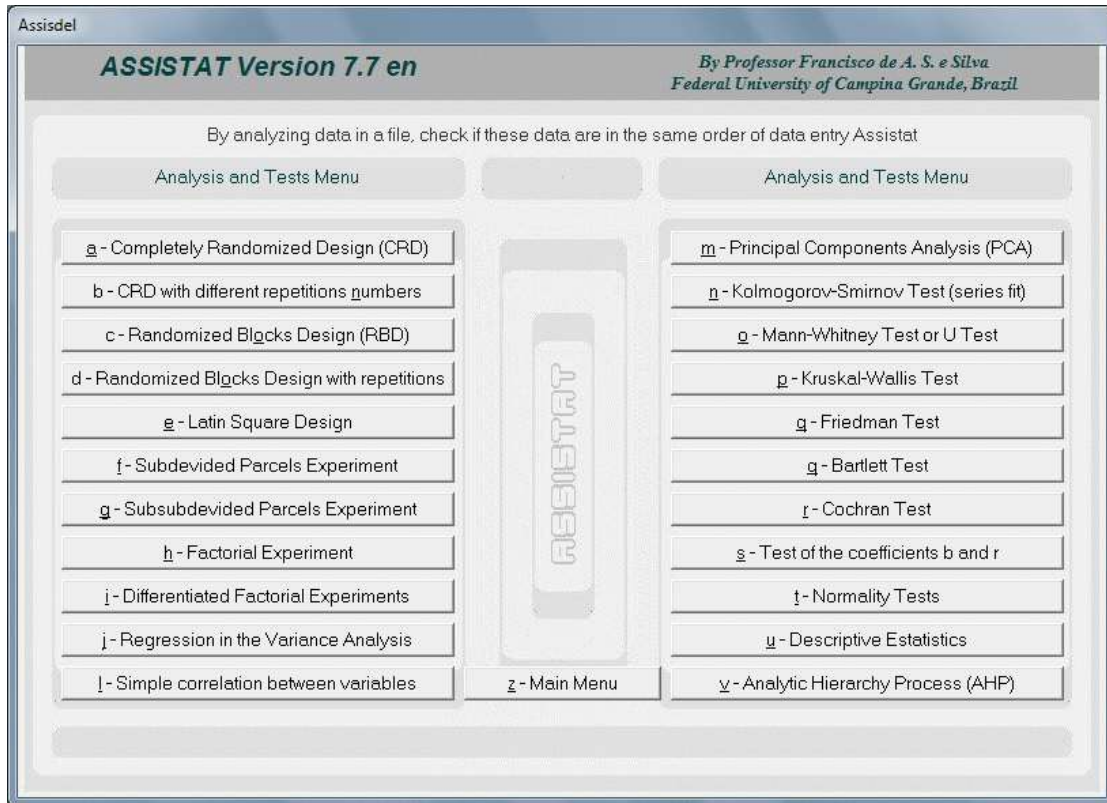 Assisdel
ASSISTAT Version 7.7 en
By Professor Francisco de A. S. e Silva
Federal University of Campina Grande, Brazil
By analyzing data in a file, check if these data are in the same order of data entry Assistat
Analysis and Tests Menu
Analysis and Tests Menu
a - Completely Randomized Design (CRD)
b - CRD with different repetitions numbers
c - Randomized Blocks Design (RBD)
d - Randomized Blocks Design with repetitions
e - Latin Square Design
f - Subdevided Parcels Experiment
g - Subsubdevided Parcels Experiment
h - Factorial Experiment
i - Differentiated Factorial Experiments
j - Regression in the Variance Analysis
l - Simple correlation between variables
ASSISTAT
z - Main Menu
m - Principal Components Analysis (PCA)
n - Kolmogorov-Smirnov Test (series fit)
o - Mann-Whitney Test or U Test
p - Kruskal-Wallis Test
q - Friedman Test
q - Bartlett Test
r - Cochran Test
s - Test of the coefficients b and r
t - Normality Tests
u - Descriptive Estatistics
v - Analytic Hierarchy Process (AHP)